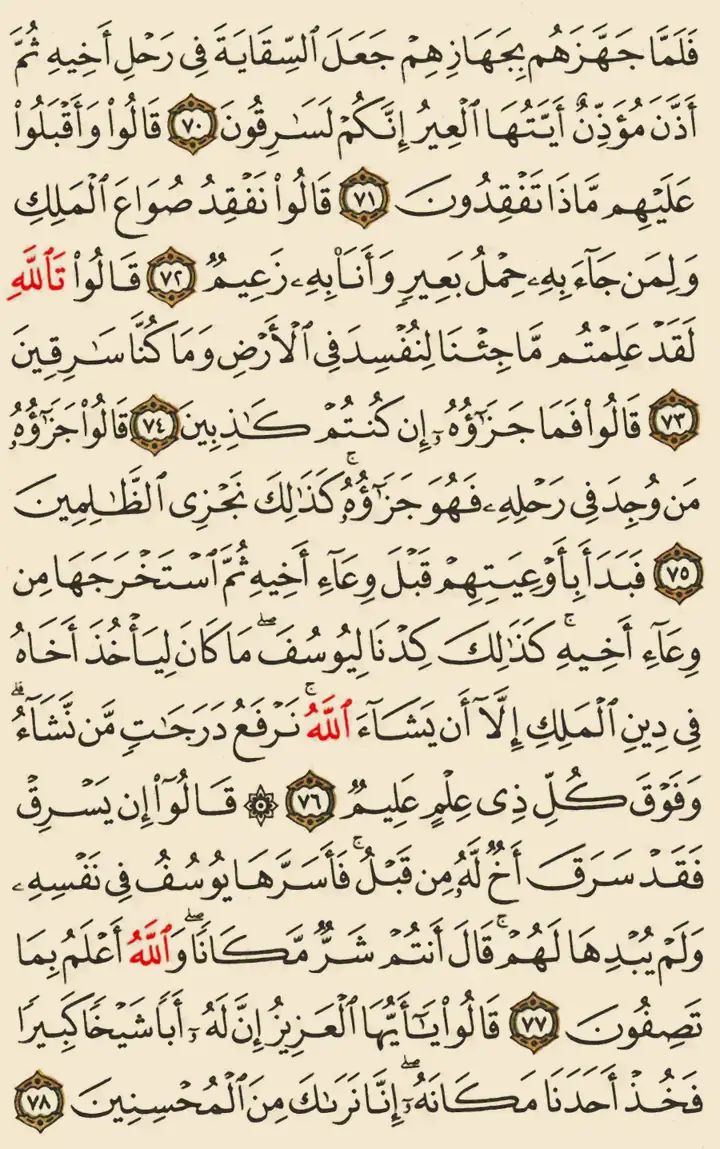 فَلَمَّا جَهَّزَهُم بِجَهَازِهِمْ جَعَلَ ٱلسِّقَايَةَ فِى رَحْلِ أَخِيهِ ثُمَّ
أَذَّنَ مُؤَذِّنٌ أَيَّتُهَا ٱلْعِيرُ إِنَّكُمْ لَسَٰرِقُونَ ٧٠ قَالُوا۟ وَأَقْبَلُوا۟
عَلَيْهِم مَّاذَا تَفْقِدُونَ ٧١ قَالُوا۟ نَفْقِدُ صُوَاعَ ٱلْمَلِكِ
وَلِمَن جَآءَ بِهِۦ حِمْلُ بَعِيرٍ وَأَنَا۠ بِهِۦ زَعِيمٌ ٧٢ قَالُوا۟ تَٱللَّهِ
لَقَدْ عَلِمْتُم مَّا جِئْنَا لِنُفْسِدَ فِى ٱلْأَرْضِ وَمَا كُنَّا سَٰرِقِينَ
٧٣ قَالُوا۟ فَمَا جَزَٰٓؤُهُۥٓ إِن كُنتُمْ كَٰذِبِينَ ٧٤ قَالُوا۟ جَزَٰٓؤُهُۥ
مَن وُجِدَ فِى رَحْلِهِۦ فَهُوَ جَزَٰٓؤُهُۥ ۚ كَذَٰلِكَ نَجْزِى ٱلظَّٰلِمِينَ
٧٥ فَبَدَأَ بِأَوْعِيَتِهِمْ قَبْلَ وِعَآءِ أَخِيهِ ثُمَّ ٱسْتَخْرَجَهَا مِن
وِعَآءِ أَخِيهِ ۚ كَذَٰلِكَ كِدْنَا لِيُوسُفَ ۖ مَا كَانَ لِيَأْخُذَ أَخَاهُ
فِى دِينِ ٱلْمَلِكِ إِلَّآ أَن يَشَآءَ ٱللَّهُ ۚ نَرْفَعُ دَرَجَٰتٍ مَّن نَّشَآءُ ۗ
وَفَوْقَ كُلِّ ذِى عِلْمٍ عَلِيمٌ ٧٦ ۞ قَالُوٓا۟ إِن يَسْرِقْ
فَقَدْ سَرَقَ أَخٌ لَّهُۥ مِن قَبْلُ ۚ فَأَسَرَّهَا يُوسُفُ فِى نَفْسِهِۦ
وَلَمْ يُبْدِهَا لَهُمْ ۚ قَالَ أَنتُمْ شَرٌّ مَّكَانًا ۖ وَٱللَّهُ أَعْلَمُ بِمَا
تَصِفُونَ ٧٧ قَالُوا۟ يَٰٓأَيُّهَا ٱلْعَزِيزُ إِنَّ لَهُۥٓ أَبًا شَيْخًا كَبِيرًا
فَخُذْ أَحَدَنَا مَكَانَهُۥٓ ۖ إِنَّا نَرَىٰكَ مِنَ ٱلْمُحْسِنِينَ ٧٨